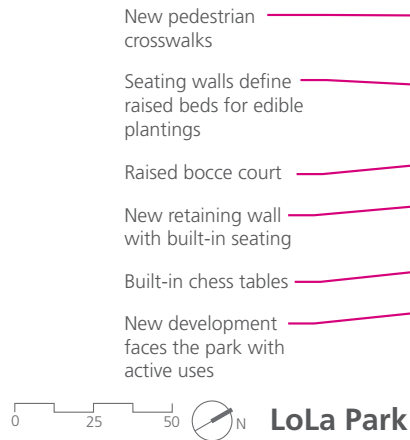 New pedestrian
crosswalks
Seating walls define
raised beds for edible
plantings
Raised bocce court
New retaining wall
with built-in seating
Built-in chess tables
New development
faces the park with
active uses
0 25 50 N LoLa Park